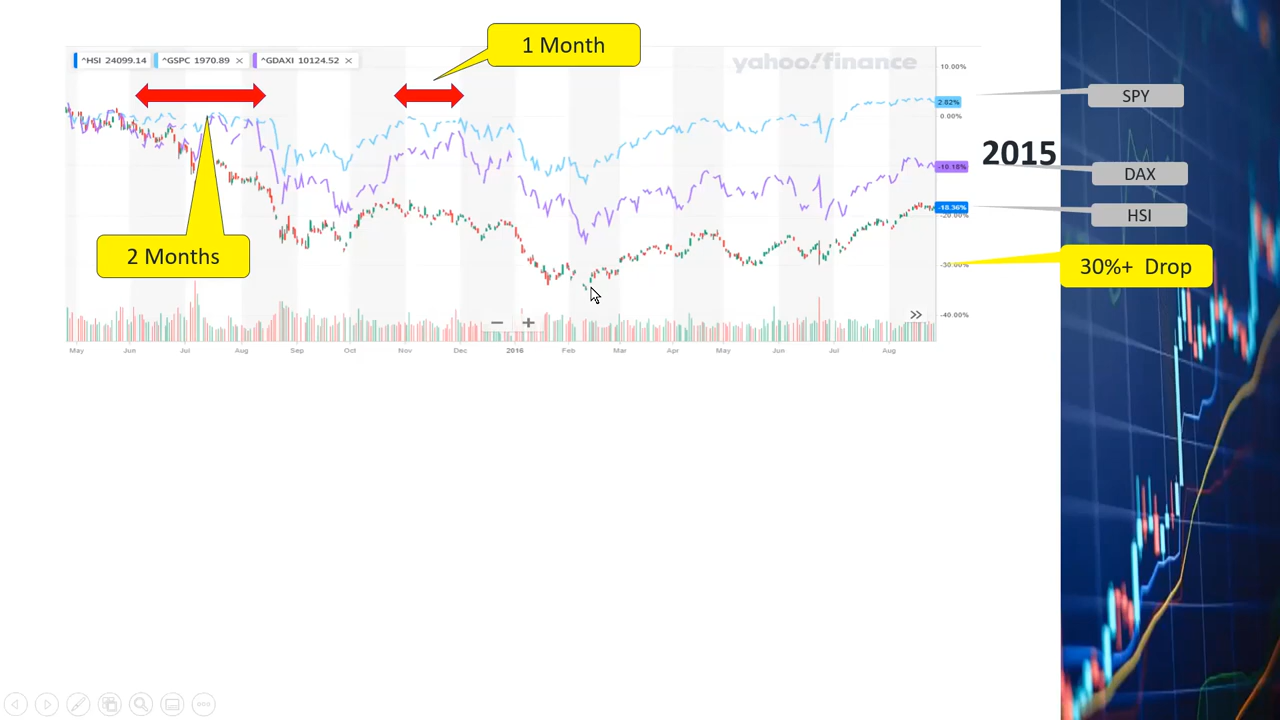 1 Month
^HSI 24099.14
^GSPC 1970.89 ×
^GDAXI 10124.52 ×
yahoo!finance
10.00%
SPY
2.82%
0.00%
2015
-10.18%
DAX
-18.36%
HSI
-20.00%
2 Months
-30.00%
30%+ Drop
-40.00%
May Jun Jul Aug Sep Oct Nov Dec 2016 Feb Mar Apr May Jun Jul Aug